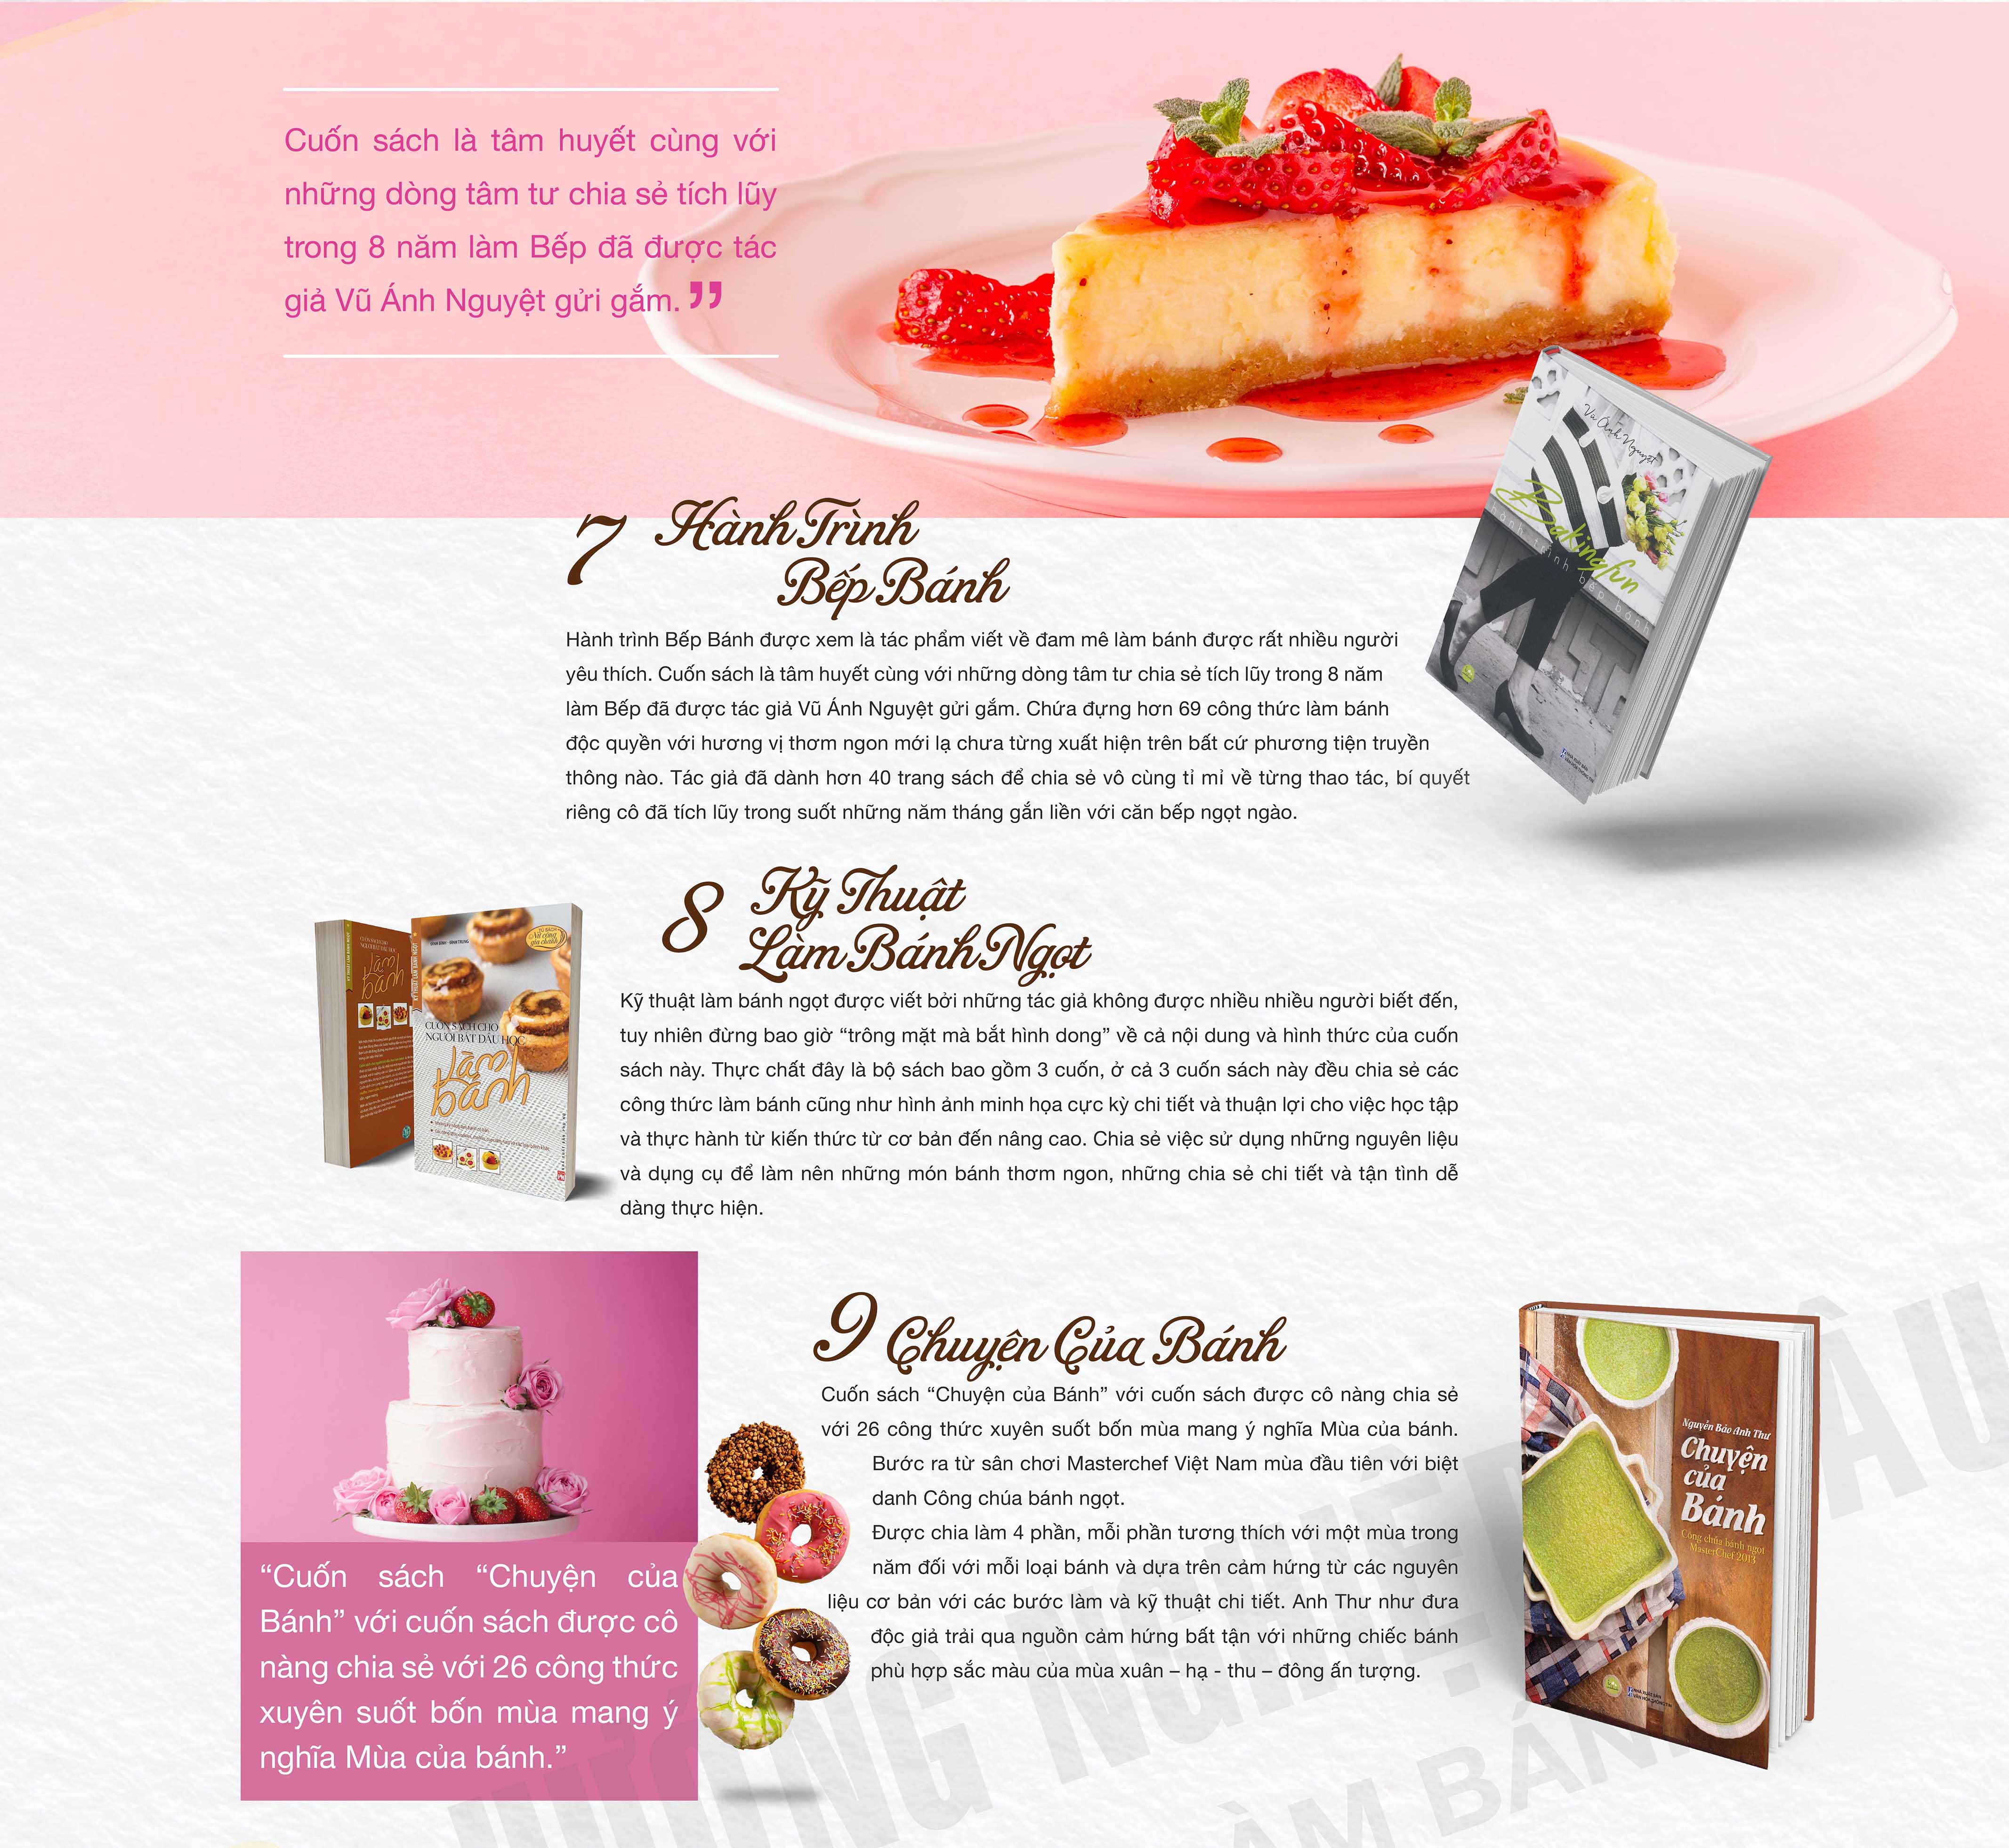 Cuốn sách là tâm huyết cùng với
những dòng tâm tư chia sẻ tích lũy
trong 8 năm làm Bếp đã được tác
giả Vũ Ánh Nguyệt gửi gắm.”
Vũ Ánh Nguyệt
Bakingfun
hành trình bếp bánh
7 Hành Trình
Bếp Bánh
Hành trình Bếp Bánh được xem là tác phẩm viết về đam mê làm bánh được rất nhiều người
yêu thích. Cuốn sách là tâm huyết cùng với những dòng tâm tư chia sẻ tích lũy trong 8 năm
làm Bếp đã được tác giả Vũ Ánh Nguyệt gửi gắm. Chứa đựng hơn 69 công thức làm bánh
độc quyền với hương vị thơm ngon mới lạ chưa từng xuất hiện trên bất cứ phương tiện truyền
thông nào. Tác giả đã dành hơn 40 trang sách để chia sẻ vô cùng tỉ mỉ về từng thao tác, bí quyết
riêng cô đã tích lũy trong suốt những năm tháng gắn liền với căn bếp ngọt ngào.
8 Kỹ Thuật
Làm Bánh Ngọt
CUỐN SÁCH CHO
NGƯỜI BẮT ĐẦU HỌC
làm
bánh
CUỐN SÁCH CHO
NGƯỜI BẮT ĐẦU HỌC
làm
bánh
Kỹ thuật làm bánh ngọt được viết bởi những tác giả không được nhiều nhiều người biết đến,
tuy nhiên đừng bao giờ “trông mặt mà bắt hình dong” về cả nội dung và hình thức của cuốn
sách này. Thực chất đây là bộ sách bao gồm 3 cuốn, ở cả 3 cuốn sách này đều chia sẻ các
công thức làm bánh cũng như hình ảnh minh họa cực kỳ chi tiết và thuận lợi cho việc học tập
và thực hành từ kiến thức từ cơ bản đến nâng cao. Chia sẻ việc sử dụng những nguyên liệu
và dụng cụ để làm nên những món bánh thơm ngon, những chia sẻ chi tiết và tận tình dễ
dàng thực hiện.
9 Chuyện Của Bánh
Cuốn sách “Chuyện của Bánh” với cuốn sách được cô nàng chia sẻ
với 26 công thức xuyên suốt bốn mùa mang ý nghĩa Mùa của bánh.
Bước ra từ sân chơi Masterchef Việt Nam mùa đầu tiên với biệt
danh Công chúa bánh ngọt.
Được chia làm 4 phần, mỗi phần tương thích với một mùa trong
năm đối với mỗi loại bánh và dựa trên cảm hứng từ các nguyên
liệu cơ bản với các bước làm và kỹ thuật chi tiết. Anh Thư như đưa
độc giả trải qua nguồn cảm hứng bất tận với những chiếc bánh
phù hợp sắc màu của mùa xuân – hạ - thu – đông ấn tượng.
“Cuốn sách “Chuyện của
Bánh” với cuốn sách được cô
nàng chia sẻ với 26 công thức
xuyên suốt bốn mùa mang ý
nghĩa Mùa của bánh.”
Nguyễn Bảo Anh Thư
Chuyện
của
Bánh
Công chúa bánh ngọt
MasterChef 2013